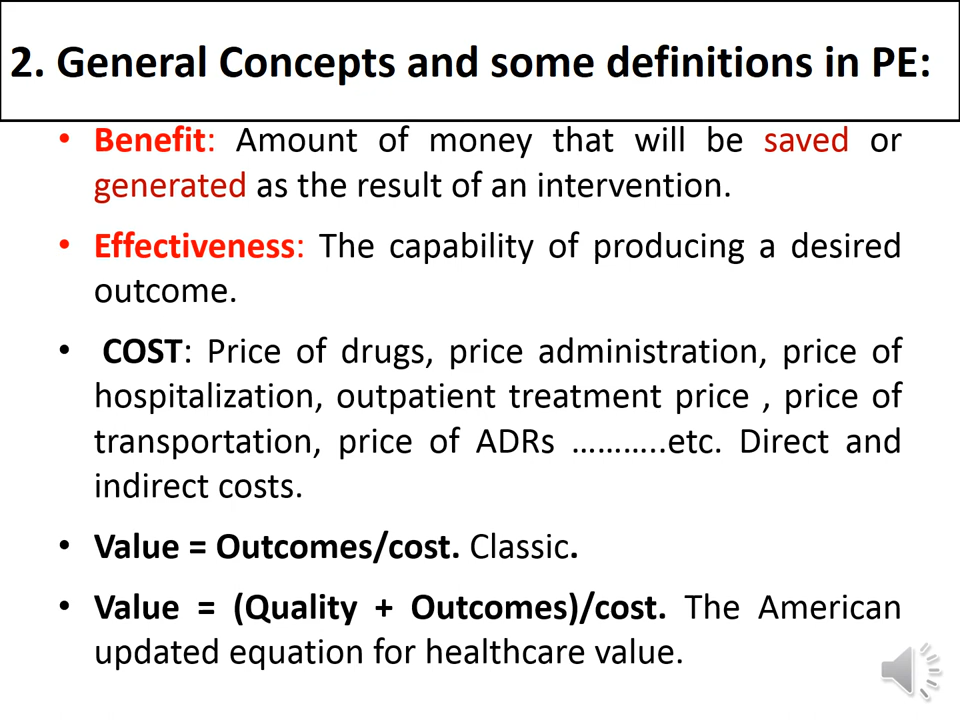 2. General Concepts and some definitions in PE:
• Benefit: Amount of money that will be saved or
generated as the result of an intervention.
• Effectiveness: The capability of producing a desired
outcome.
• COST: Price of drugs, price administration, price of
hospitalization, outpatient treatment price , price of
transportation, price of ADRs ………..etc. Direct and
indirect costs.
• Value = Outcomes/cost. Classic.
• Value = (Quality + Outcomes)/cost. The American
updated equation for healthcare value.